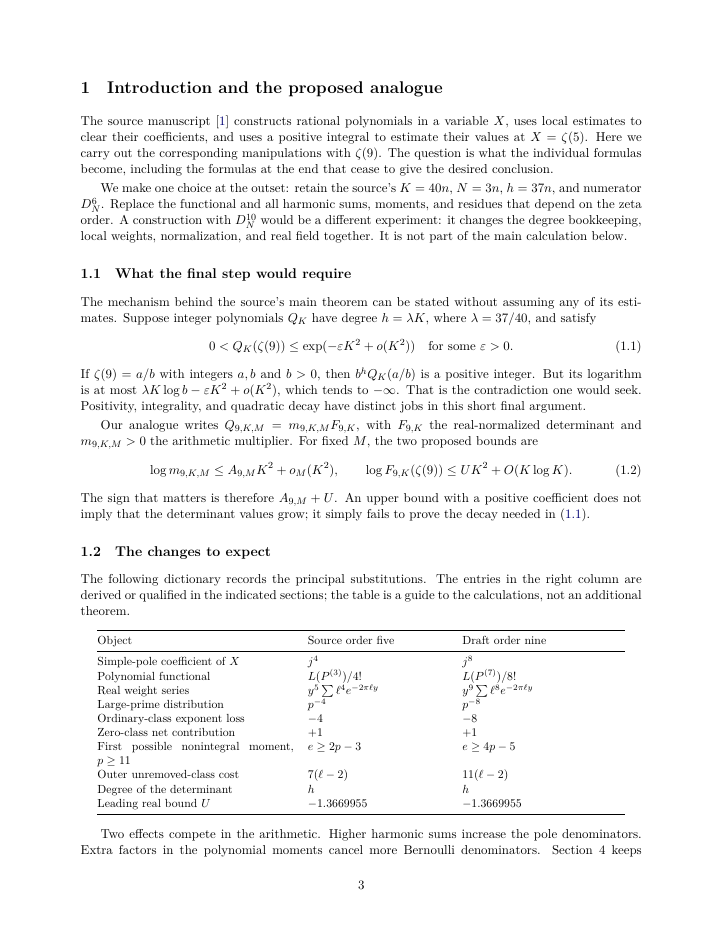 1 Introduction and the proposed analogue
The source manuscript [1] constructs rational polynomials in a variable X, uses local estimates to
clear their coefficients, and uses a positive integral to estimate their values at X = ζ(5). Here we
carry out the corresponding manipulations with ζ(9). The question is what the individual formulas
become, including the formulas at the end that cease to give the desired conclusion.
We make one choice at the outset: retain the source's K = 40n, N = 3n, h = 37n, and numerator
D_N^6. Replace the functional and all harmonic sums, moments, and residues that depend on the zeta
order. A construction with D_N^{10} would be a different experiment: it changes the degree bookkeeping,
local weights, normalization, and real field together. It is not part of the main calculation below.
1.1 What the final step would require
The mechanism behind the source's main theorem can be stated without assuming any of its esti-
mates. Suppose integer polynomials Q_K have degree h = λK, where λ = 37/40, and satisfy
0 < Q_K(ζ(9)) ≤ exp(−εK² + o(K²)) for some ε > 0. (1.1)
If ζ(9) = a/b with integers a, b and b > 0, then b^h Q_K(a/b) is a positive integer. But its logarithm
is at most λK log b − εK² + o(K²), which tends to −∞. That is the contradiction one would seek.
Positivity, integrality, and quadratic decay have distinct jobs in this short final argument.
Our analogue writes Q_{9,K,M} = m_{9,K,M}F_{9,K}, with F_{9,K} the real-normalized determinant and
m_{9,K,M} > 0 the arithmetic multiplier. For fixed M, the two proposed bounds are
log m_{9,K,M} ≤ A_{9,M}K² + o_M(K²), log F_{9,K}(ζ(9)) ≤ UK² + O(K log K). (1.2)
The sign that matters is therefore A_{9,M} + U. An upper bound with a positive coefficient does not
imply that the determinant values grow; it simply fails to prove the decay needed in (1.1).
1.2 The changes to expect
The following dictionary records the principal substitutions. The entries in the right column are
derived or qualified in the indicated sections; the table is a guide to the calculations, not an additional
theorem.
Object Source order five Draft order nine
Simple-pole coefficient of X j⁴ j⁸
Polynomial functional L(P^{(3)})/4! L(P^{(7)})/8!
Real weight series y⁵ ∑ ℓ⁴e^{−2πℓy} y⁹ ∑ ℓ⁸e^{−2πℓy}
Large-prime distribution p^{−4} p^{−8}
Ordinary-class exponent loss −4 −8
Zero-class net contribution +1 +1
First possible nonintegral moment, e ≥ 2p − 3 e ≥ 4p − 5
p ≥ 11
Outer unremoved-class cost 7(ℓ − 2) 11(ℓ − 2)
Degree of the determinant h h
Leading real bound U −1.3669955 −1.3669955
Two effects compete in the arithmetic. Higher harmonic sums increase the pole denominators.
Extra factors in the polynomial moments cancel more Bernoulli denominators. Section 4 keeps
3